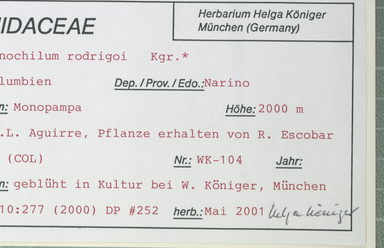 IDACEAE
Herbarium Helga Königer
München (Germany)
nochilum rodrigoi Kgr.*
lumbien Dep./Prov./Edo.: Narino
n: Monopampa Höhe: 2000 m
.L. Aguirre, Pflanze erhalten von R. Escobar
(COL) Nr.: WK-104 Jahr:
n: geblüht in Kultur bei W. Königer, München
10:277 (2000) DP #252 herb.: Mai 2001 Helga Königer